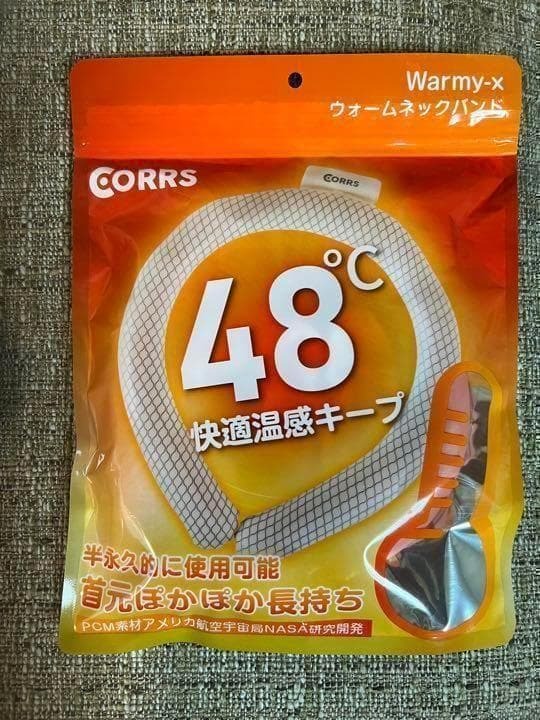 Warmy-x
ウォームネックバンド
CORRS
CORRS
48℃
快適温感キープ
半永久的に使用可能
首元ぽかぽか長持ち
PCM素材アメリカ航空宇宙局NASA研究開発